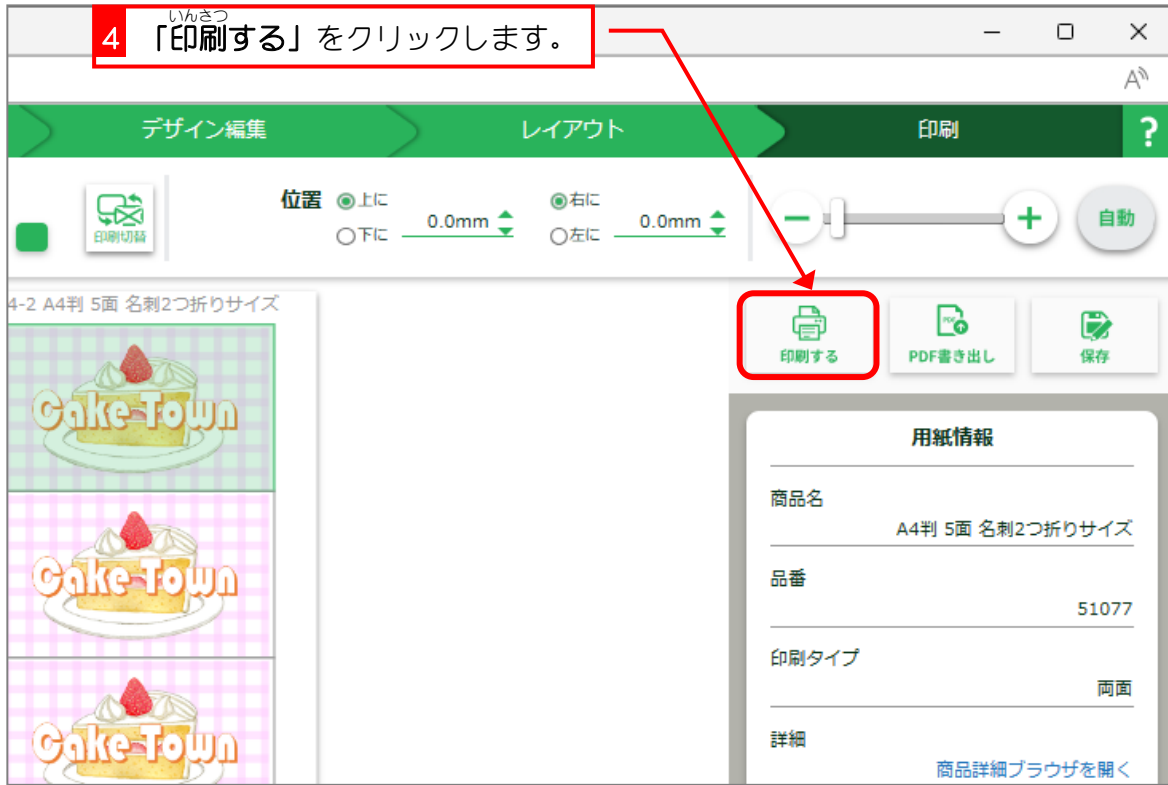 いんさつ
4 「印刷する」をクリックします。
A
デザイン編集
レイアウト
印刷
?
印刷切替
位置
上に
下に
0.0mm
右に
左に
0.0mm
自動
4-2 A4判 5面 名刺2つ折りサイズ
Cake Town
Cake Town
Cake Town
印刷する
PDF
PDF書き出し
保存
用紙情報
商品名
A4判 5面 名刺2つ折りサイズ
品番
51077
印刷タイプ
両面
詳細
商品詳細ブラウザを開く